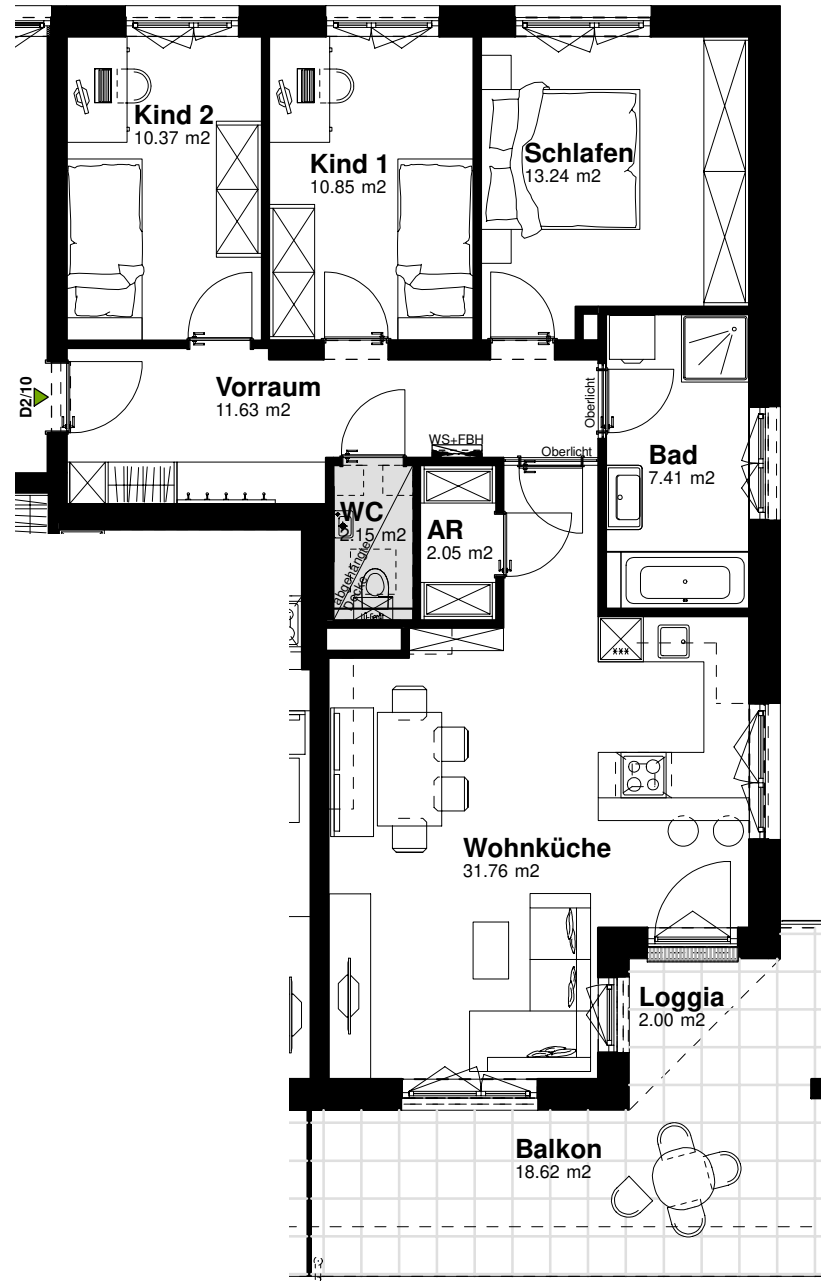 Kind 2
10.37 m2
Kind 1
10.85 m2
Schlafen
13.24 m2
D2/10
Vorraum
11.63 m2
Oberlicht
WS+FBH
Oberlicht
Bad
7.41 m2
WC
2.15 m2
abgehängte
Decke
AR
2.05 m2
***
Wohnküche
31.76 m2
Loggia
2.00 m2
Balkon
18.62 m2